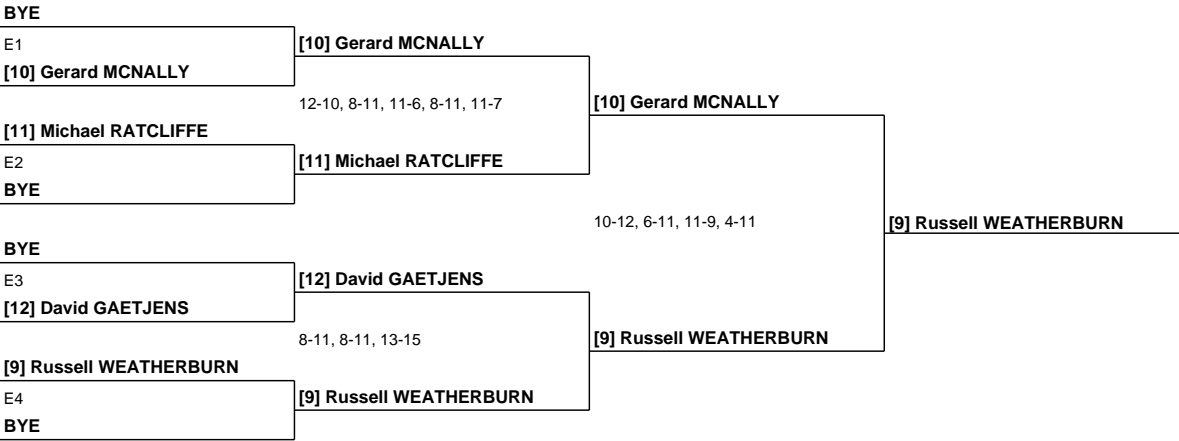 BYE
E1
[10] Gerard MCNALLY
[10] Gerard MCNALLY
12-10, 8-11, 11-6, 8-11, 11-7
[10] Gerard MCNALLY
[11] Michael RATCLIFFE
E2
[11] Michael RATCLIFFE
BYE
10-12, 6-11, 11-9, 4-11
[9] Russell WEATHERBURN
BYE
E3
[12] David GAETJENS
[12] David GAETJENS
8-11, 8-11, 13-15
[9] Russell WEATHERBURN
[9] Russell WEATHERBURN
E4
[9] Russell WEATHERBURN
BYE